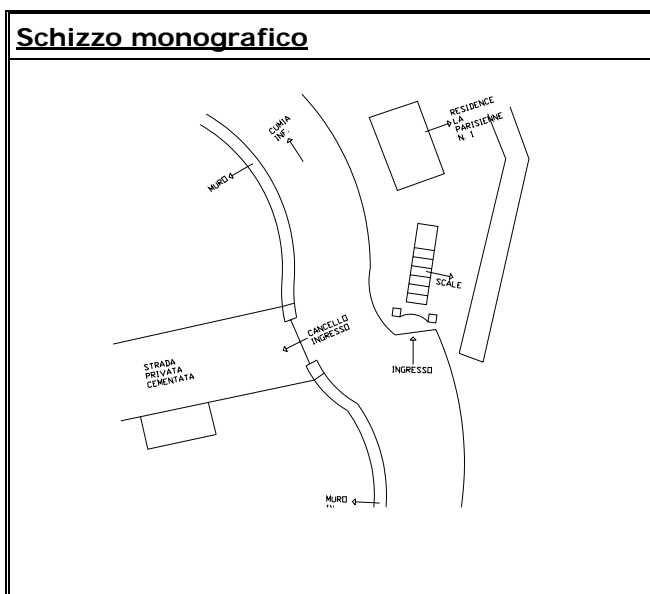 Schizzo monografico
RESIDENCE
LA
PARISIENNE
N. 1
CUMIA
INF.
MURO
SCALE
CANCELLO
INGRESSO
INGRESSO
STRADA
PRIVATA
CEMENTATA
MURO